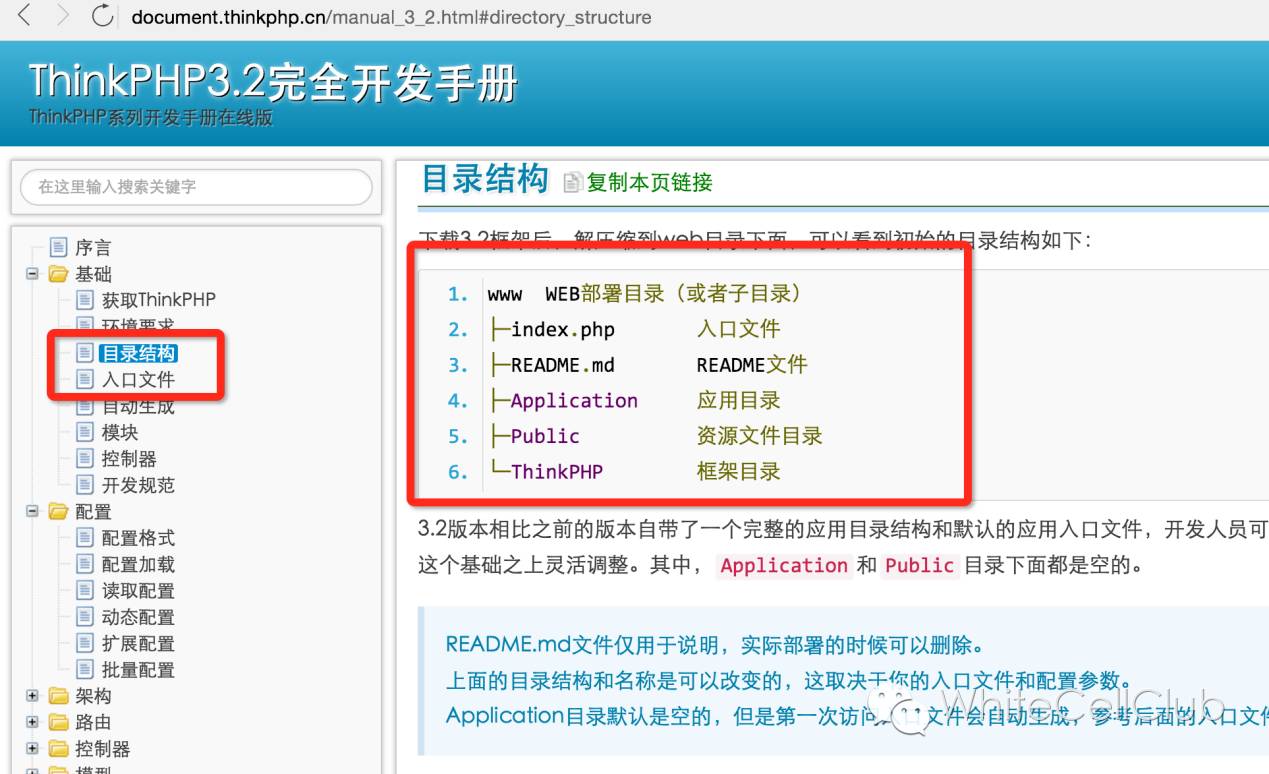 document.thinkphp.cn/manual_3_2.html#directory_structure
ThinkPHP3.2完全开发手册
ThinkPHP系列开发手册在线版
在这里输入搜索关键字
序言
基础
获取ThinkPHP
环境要求
目录结构
入口文件
自动生成
模块
控制器
开发规范
配置
配置格式
配置加载
读取配置
动态配置
扩展配置
批量配置
架构
路由
控制器
模型
目录结构 复制本页链接
下载3.2框架后，解压缩到web目录下面，可以看到初始的目录结构如下：
1. www WEB部署目录（或者子目录）
2. ├─index.php 入口文件
3. ├─README.md README文件
4. ├─Application 应用目录
5. ├─Public 资源文件目录
6. └─ThinkPHP 框架目录
3.2版本相比之前的版本自带了一个完整的应用目录结构和默认的应用入口文件，开发人员可
这个基础之上灵活调整。其中， Application 和 Public 目录下面都是空的。
README.md文件仅用于说明，实际部署的时候可以删除。
上面的目录结构和名称是可以改变的，这取决于你的入口文件和配置参数。
Application目录默认是空的，但是第一次访问入口文件会自动生成，参考后面的入口文件
WhiteCellClub